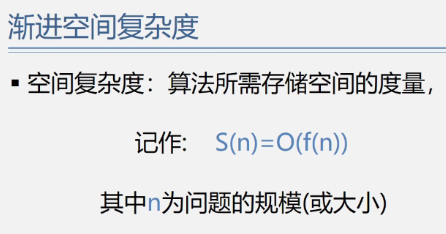 渐进空间复杂度
▪ 空间复杂度：算法所需存储空间的度量，
记作： S(n)=O(f(n))
其中n为问题的规模(或大小)